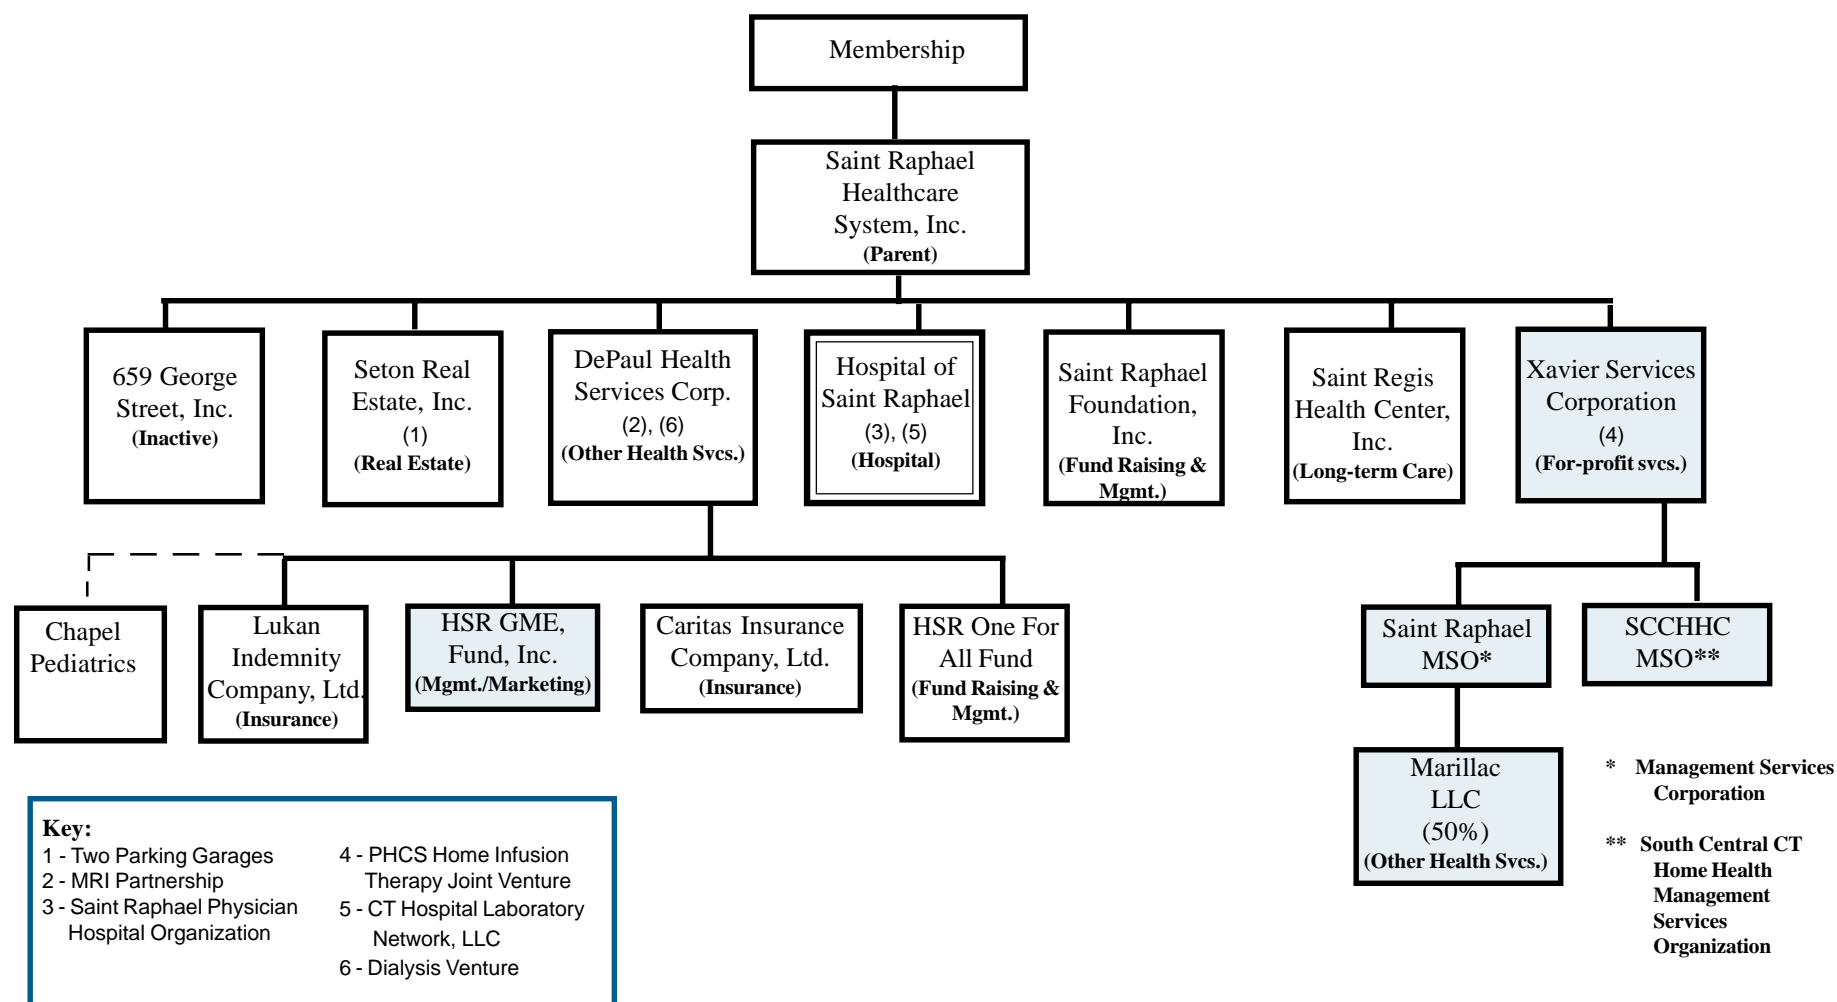 Membership
Saint Raphael
Healthcare
System, Inc.
(Parent)
659 George
Street, Inc.
(Inactive)
Seton Real
Estate, Inc.
(1)
(Real Estate)
DePaul Health
Services Corp.
(2), (6)
(Other Health Svcs.)
Hospital of
Saint Raphael
(3), (5)
(Hospital)
Saint Raphael
Foundation,
Inc.
(Fund Raising &
Mgmt.)
Saint Regis
Health Center,
Inc.
(Long-term Care)
Xavier Services
Corporation
(4)
(For-profit svcs.)
Chapel
Pediatrics
Lukan
Indemnity
Company, Ltd.
(Insurance)
HSR GME,
Fund, Inc.
(Mgmt./Marketing)
Caritas Insurance
Company, Ltd.
(Insurance)
HSR One For
All Fund
(Fund Raising &
Mgmt.)
Saint Raphael
MSO*
SCCHHC
MSO**
Marillac
LLC
(50%)
(Other Health Svcs.)
* Management Services
Corporation
** South Central CT
Home Health
Management
Services
Organization
Key:
1 - Two Parking Garages
2 - MRI Partnership
3 - Saint Raphael Physician
Hospital Organization
4 - PHCS Home Infusion
Therapy Joint Venture
5 - CT Hospital Laboratory
Network, LLC
6 - Dialysis Venture